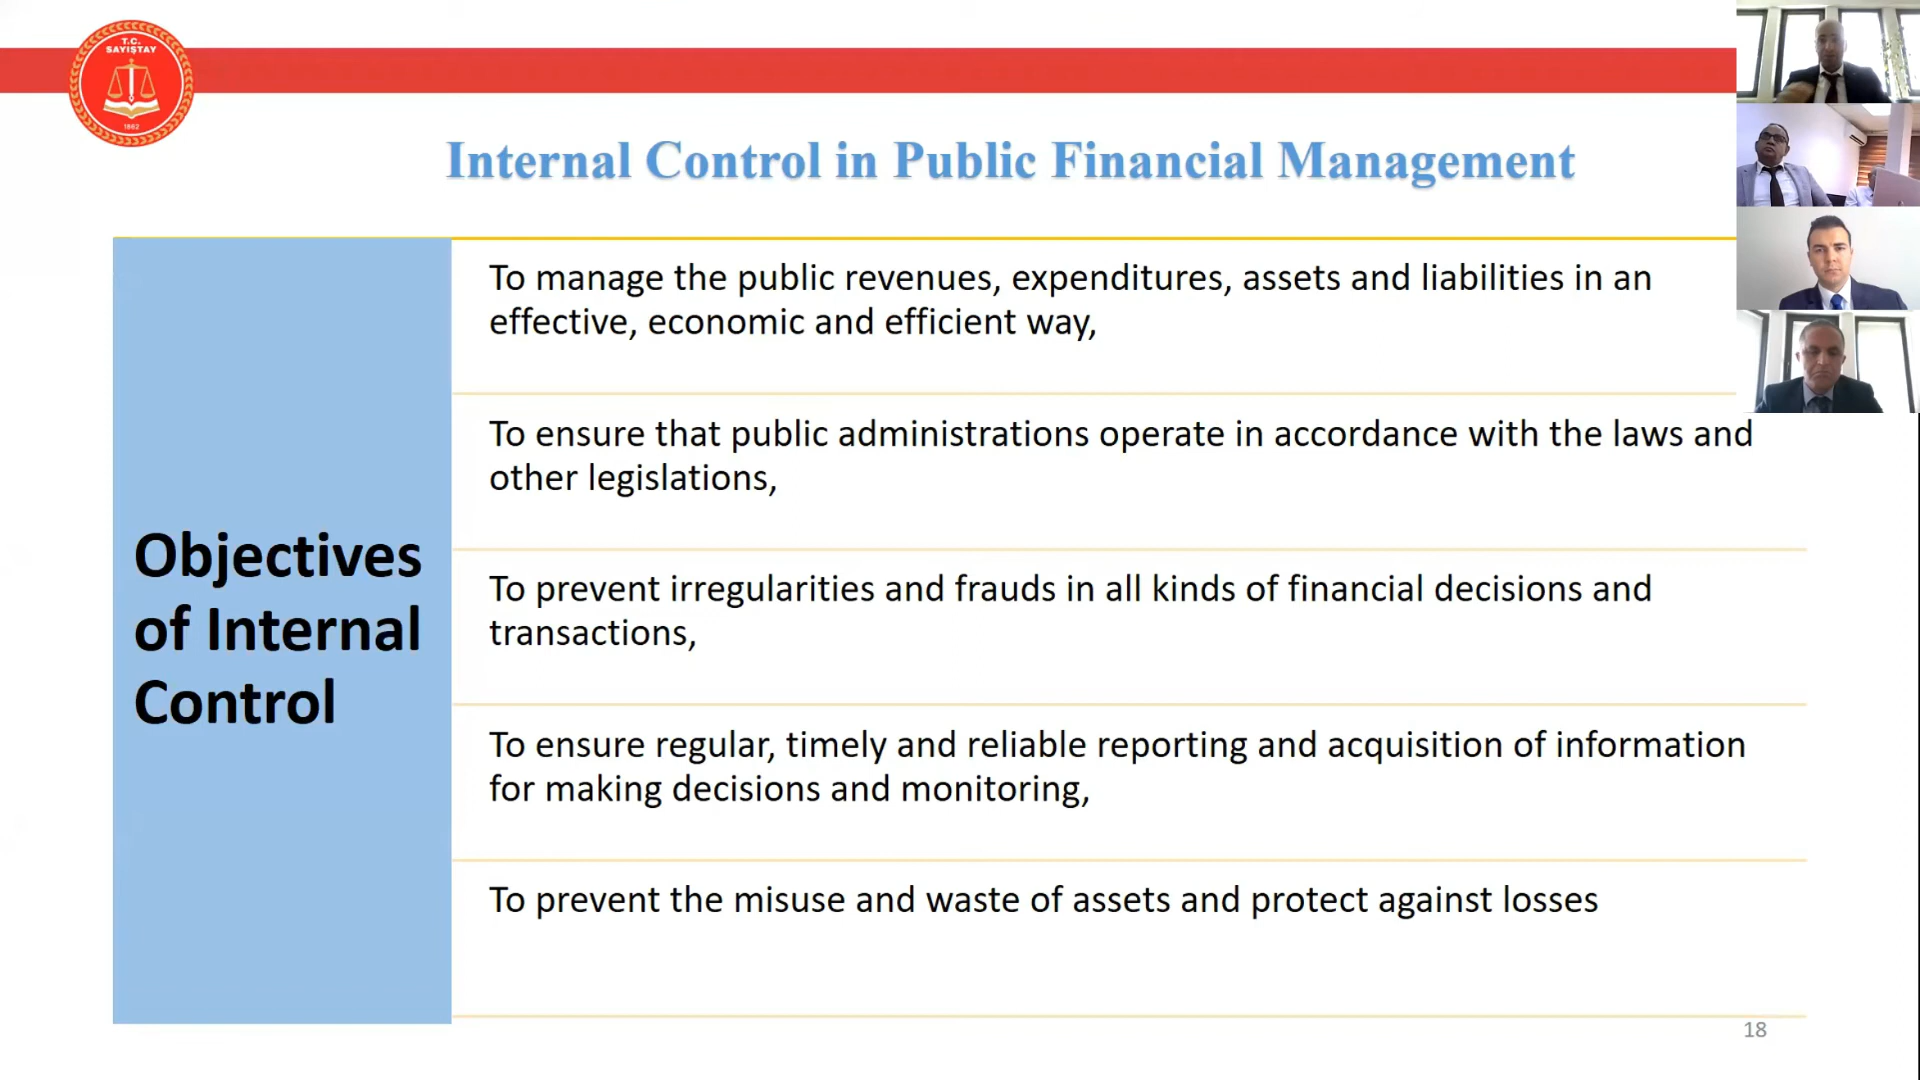 T.C.
SAYIŞTAY
1862
Internal Control in Public Financial Management
Objectives
of Internal
Control
To manage the public revenues, expenditures, assets and liabilities in an
effective, economic and efficient way,
To ensure that public administrations operate in accordance with the laws and
other legislations,
To prevent irregularities and frauds in all kinds of financial decisions and
transactions,
To ensure regular, timely and reliable reporting and acquisition of information
for making decisions and monitoring,
To prevent the misuse and waste of assets and protect against losses
18